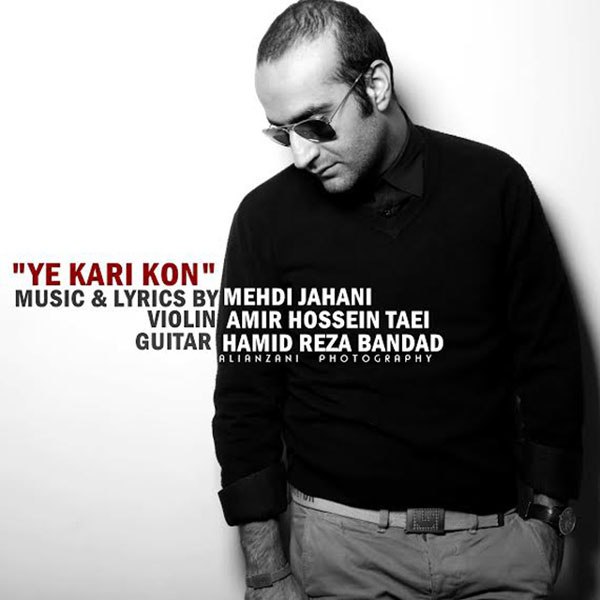 "YE KARI KON"
MUSIC & LYRICS BY MEHDI JAHANI
VIOLIN AMIR HOSSEIN TAEI
GUITAR HAMID REZA BANDAD
ALIANZANI PHOTOGRAPHY